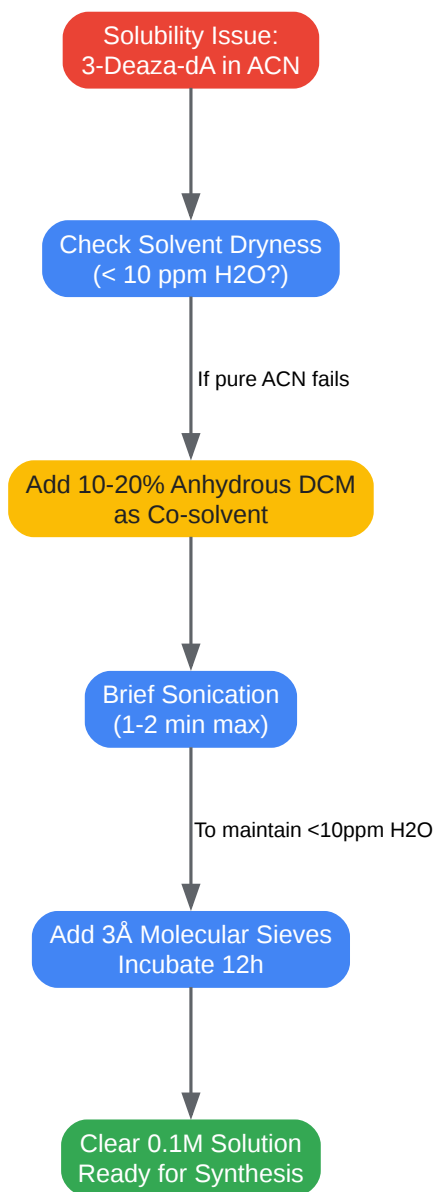 Solubility Issue:
3-Deaza-dA in ACN
Check Solvent Dryness
(< 10 ppm H2O?)
If pure ACN fails
Add 10-20% Anhydrous DCM
as Co-solvent
Brief Sonication
(1-2 min max)
To maintain <10ppm H2O
Add 3Å Molecular Sieves
Incubate 12h
Clear 0.1M Solution
Ready for Synthesis